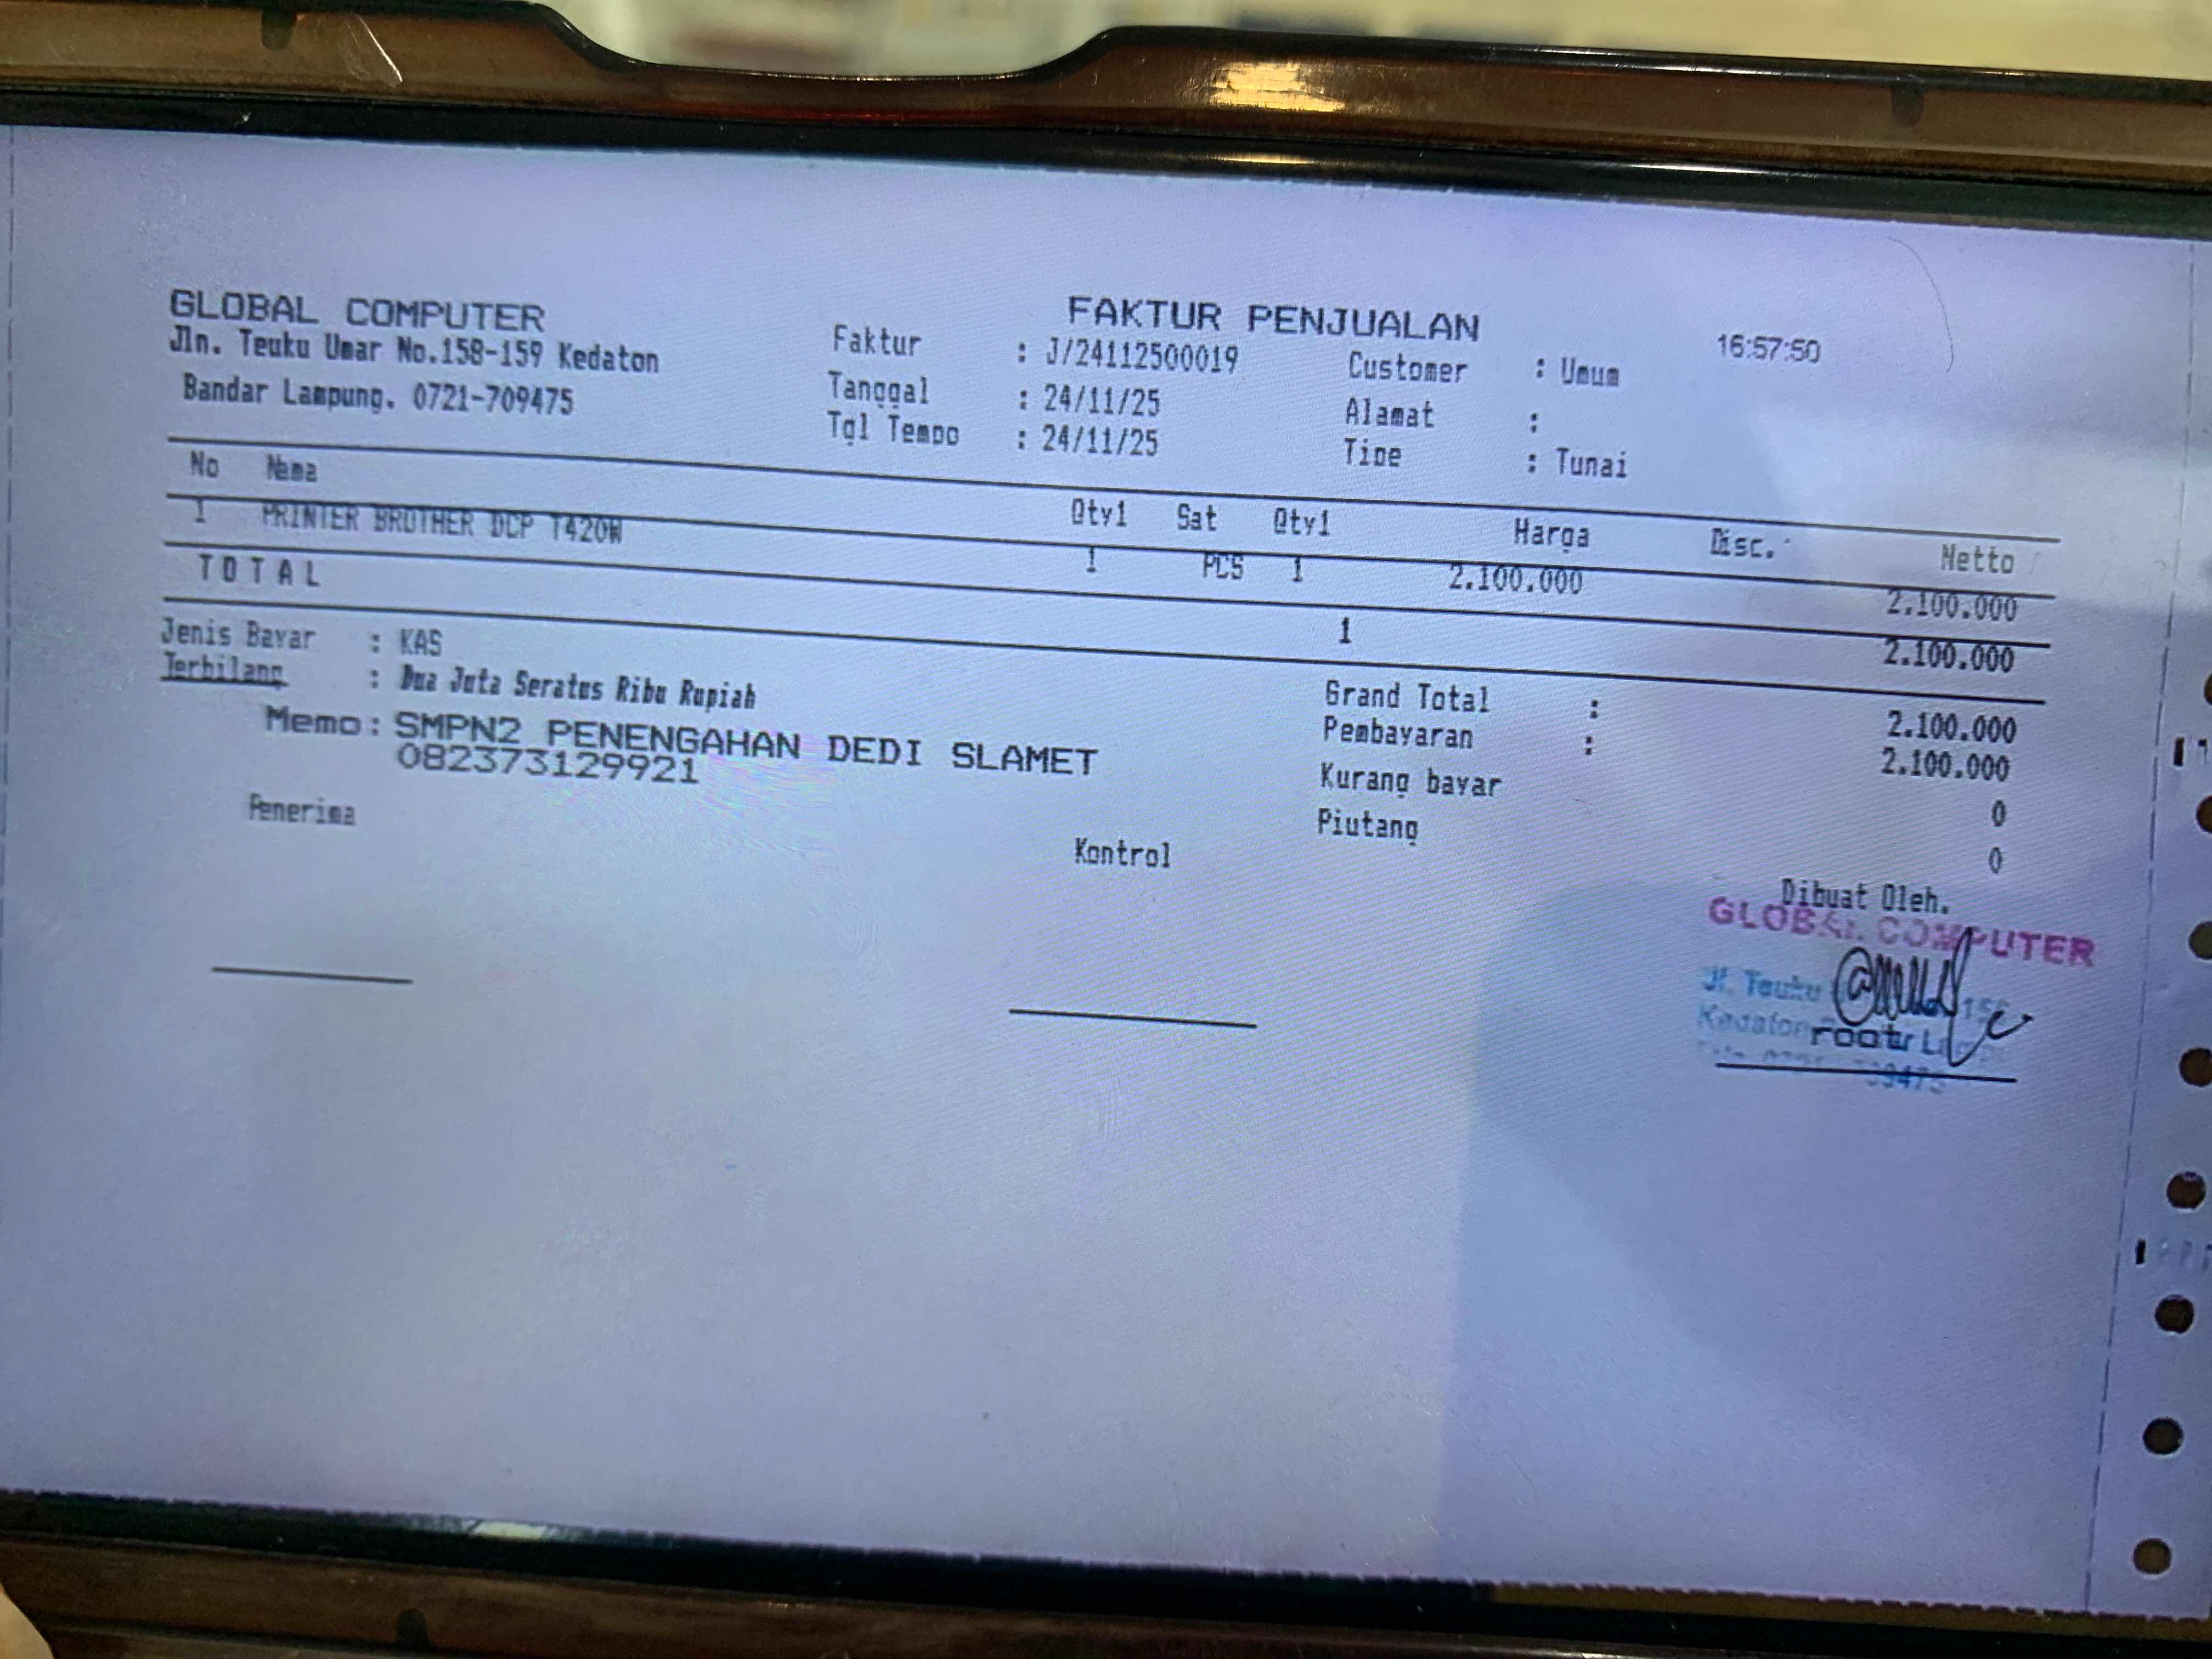 GLOBAL COMPUTER
Jln. Teuku Umar No.158-159 Kedaton
Bandar Lampung. 0721-709475
FAKTUR PENJUALAN
16:57:50
Faktur : J/24112500019
Tanggal : 24/11/25
Tgl Tempo : 24/11/25
Customer : Umum
Alamat :
Tipe : Tunai
No Nama Qty1 Sat Qty1 Harga Disc. Netto
1 PRINTER BROTHER DCP T420W 1 PCS 1 2.100.000 2.100.000
TOTAL 1 2.100.000
Jenis Bayar : KAS
Terbilang : Dua Juta Seratus Ribu Rupiah
Memo : SMPN2 PENENGAHAN DEDI SLAMET
082373129921
Grand Total : 2.100.000
Pembayaran : 2.100.000
Kurang bayar 0
Piutang 0
Penerima
Kontrol
Dibuat Oleh.
GLOBAL COMPUTER
Jl. Teuku
Kedaton
root